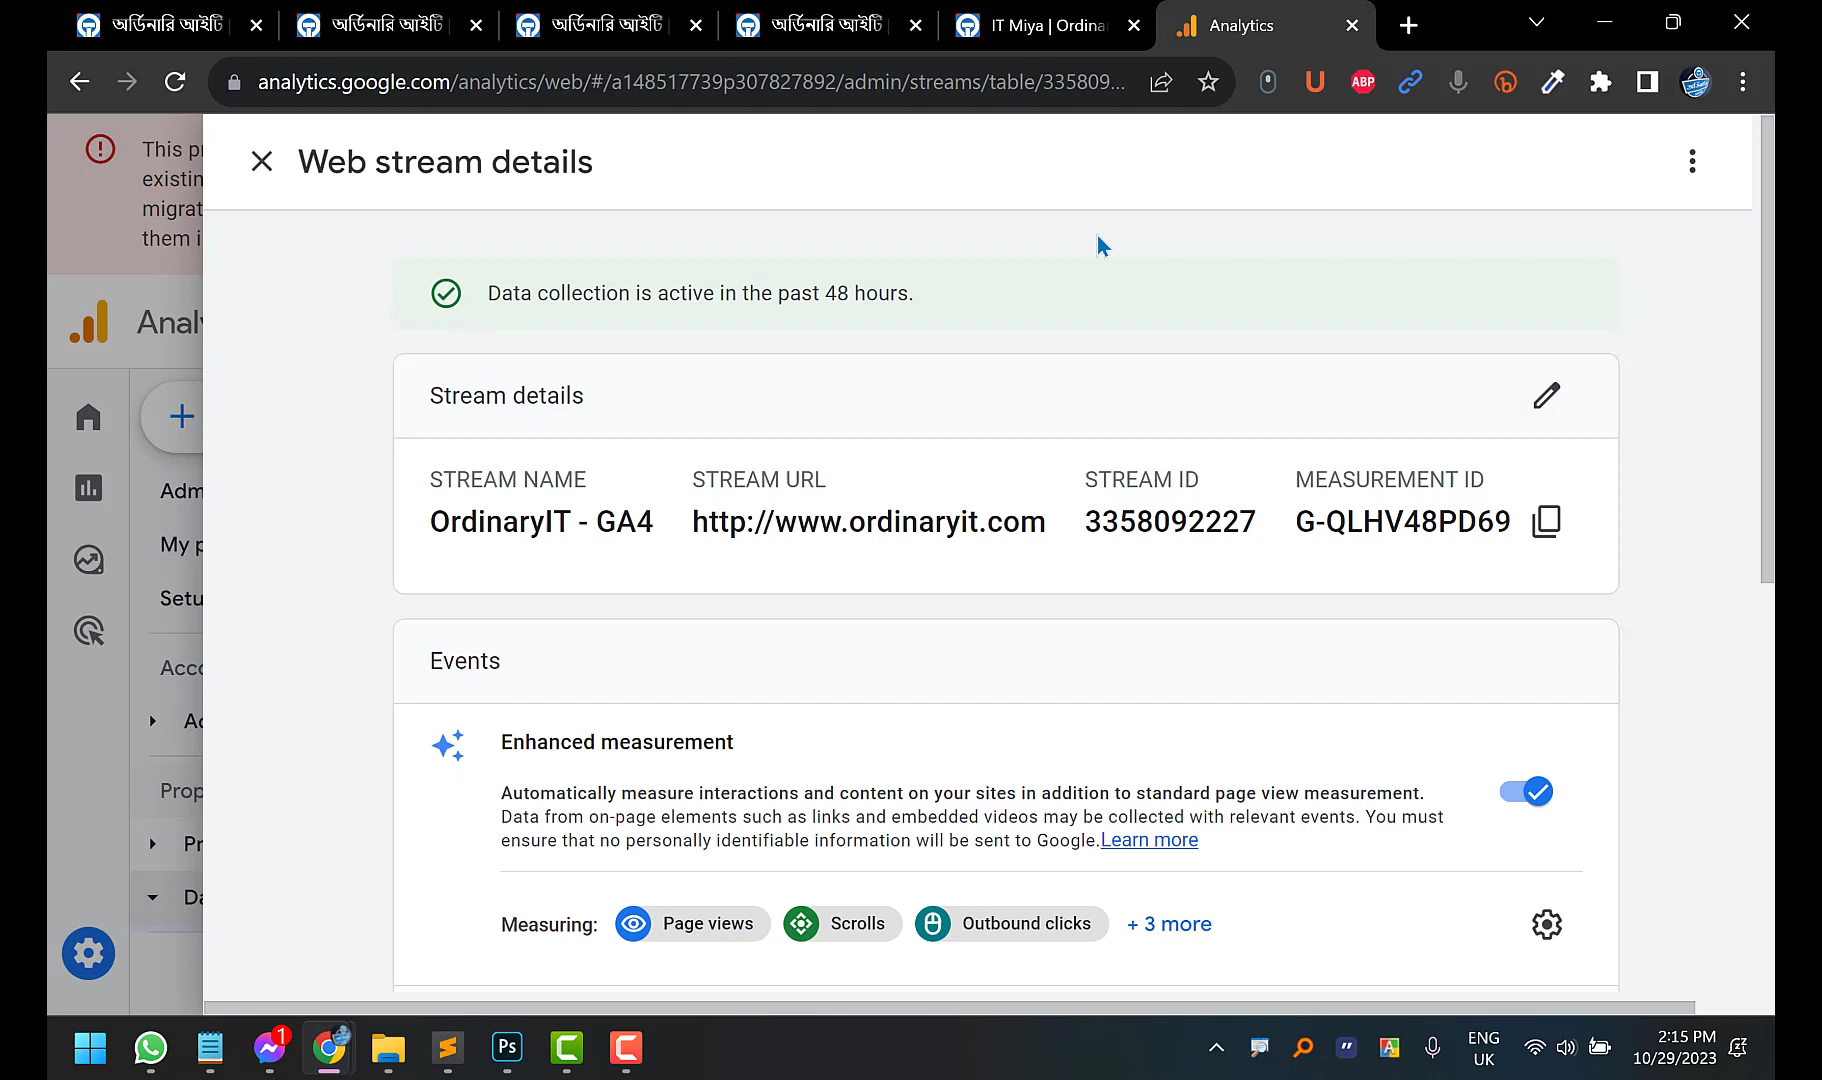 অর্ডিনারি আইটি
অর্ডিনারি আইটি
অর্ডিনারি আইটি
অর্ডিনারি আইটি
IT Miya | Ordina
Analytics
analytics.google.com/analytics/web/#/a148517739p307827892/admin/streams/table/335809...
ABP
This p
existin
migrat
them i
Web stream details
Data collection is active in the past 48 hours.
Analy
Stream details
STREAM NAME STREAM URL STREAM ID MEASUREMENT ID
OrdinaryIT - GA4 http://www.ordinaryit.com 3358092227 G-QLHV48PD69
Adm
My p
Setu
Acco
Ac
Prop
Pr
Da
Events
Enhanced measurement
Automatically measure interactions and content on your sites in addition to standard page view measurement.
Data from on-page elements such as links and embedded videos may be collected with relevant events. You must
ensure that no personally identifiable information will be sent to Google.Learn more
Measuring: Page views Scrolls Outbound clicks + 3 more
1
Ps
ENG
UK
2:15 PM
10/29/2023